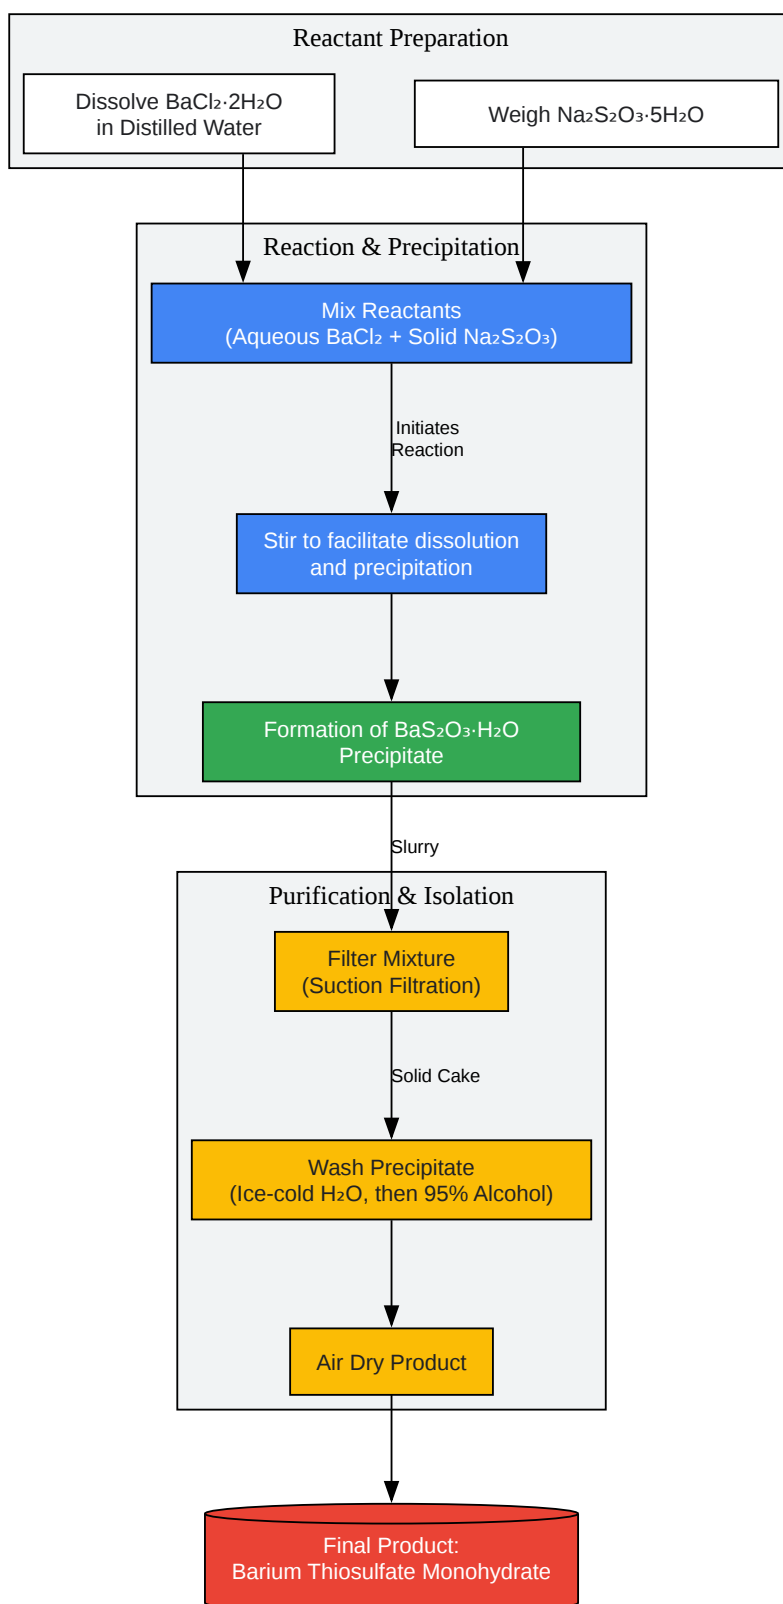 Reactant Preparation
Dissolve BaCl₂·2H₂O
in Distilled Water
Weigh Na₂S₂O₃·5H₂O
Reaction & Precipitation
Mix Reactants
(Aqueous BaCl₂ + Solid Na₂S₂O₃)
Initiates
Reaction
Stir to facilitate dissolution
and precipitation
Formation of BaS₂O₃·H₂O
Precipitate
Slurry
Purification & Isolation
Filter Mixture
(Suction Filtration)
Solid Cake
Wash Precipitate
(Ice-cold H₂O, then 95% Alcohol)
Air Dry Product
Final Product:
Barium Thiosulfate Monohydrate